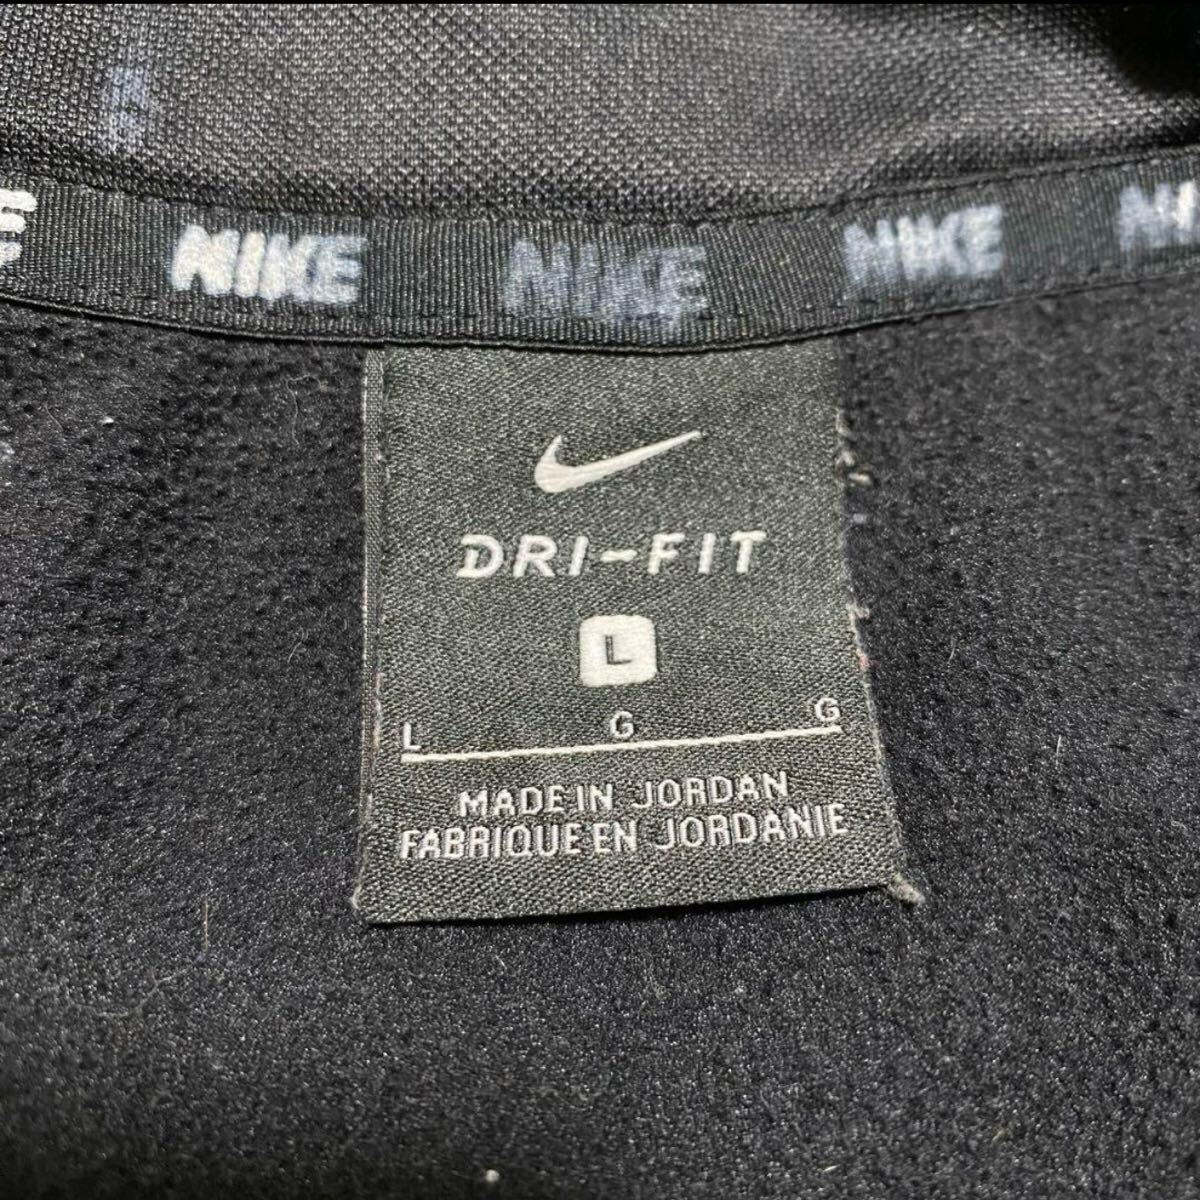 NIKE NIKE NIKE
DRI-FIT
L
L G G
MADE IN JORDAN
FABRIQUE EN JORDANIE